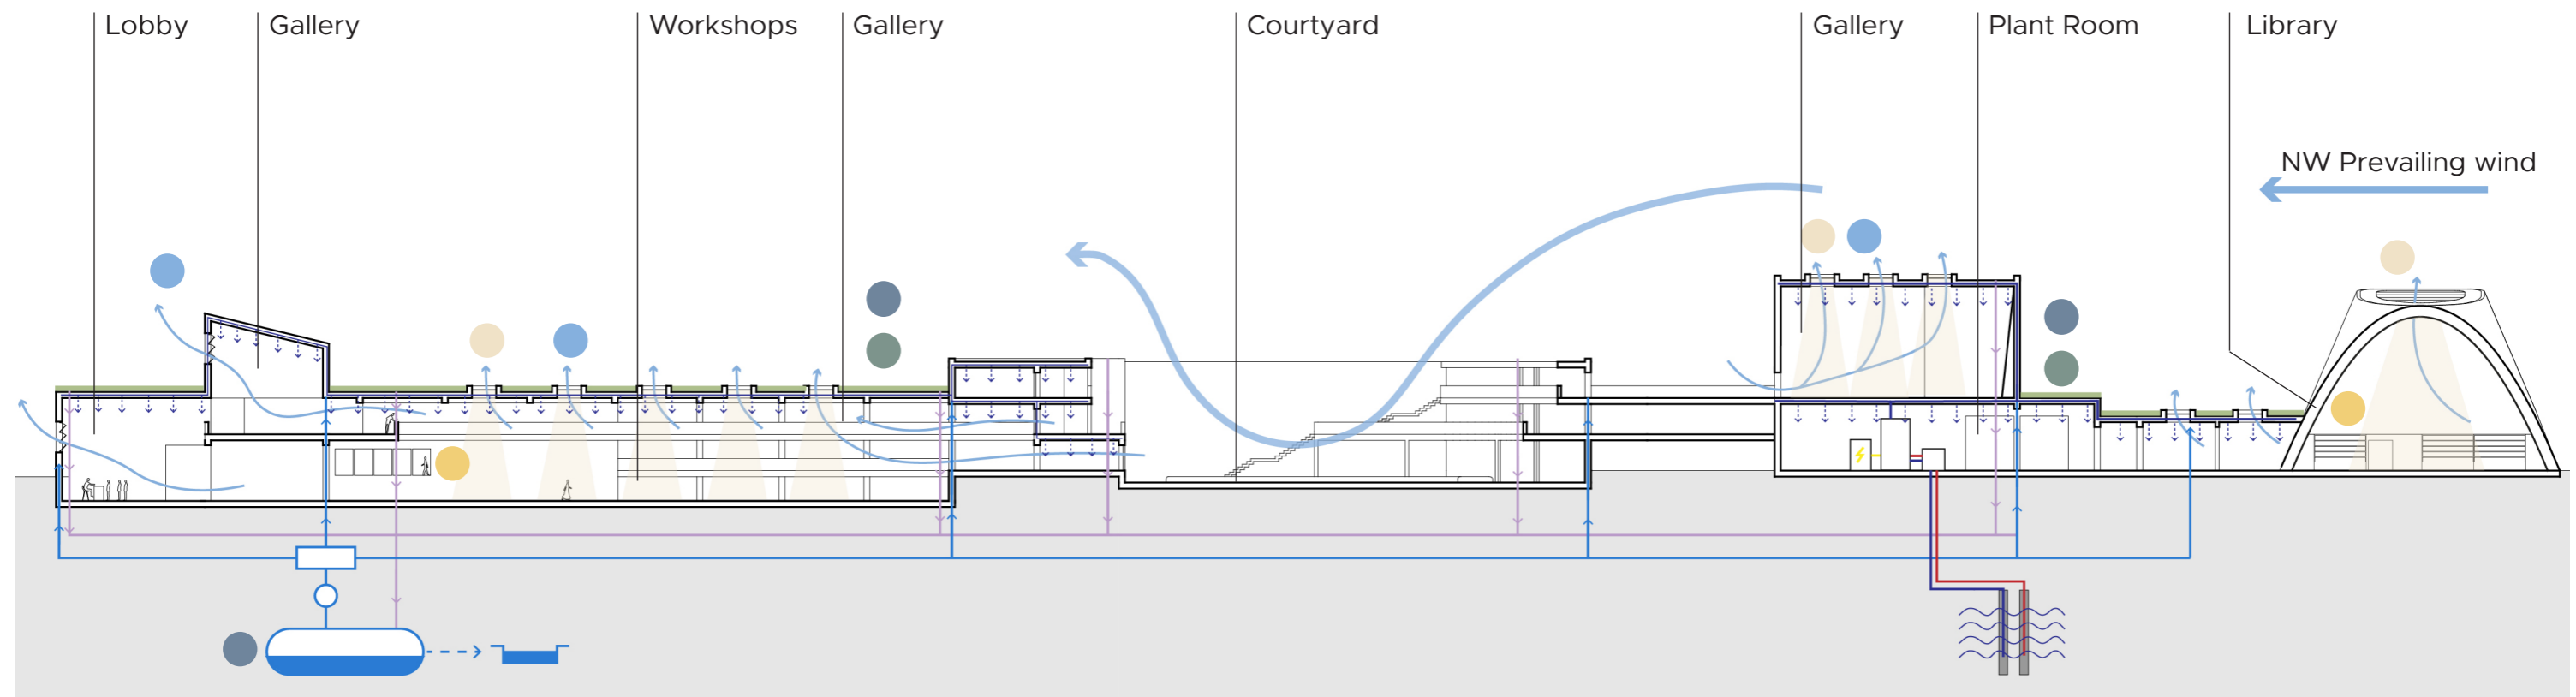 Lobby
Gallery
Workshops
Gallery
Courtyard
Gallery
Plant Room
Library
NW Prevailing wind